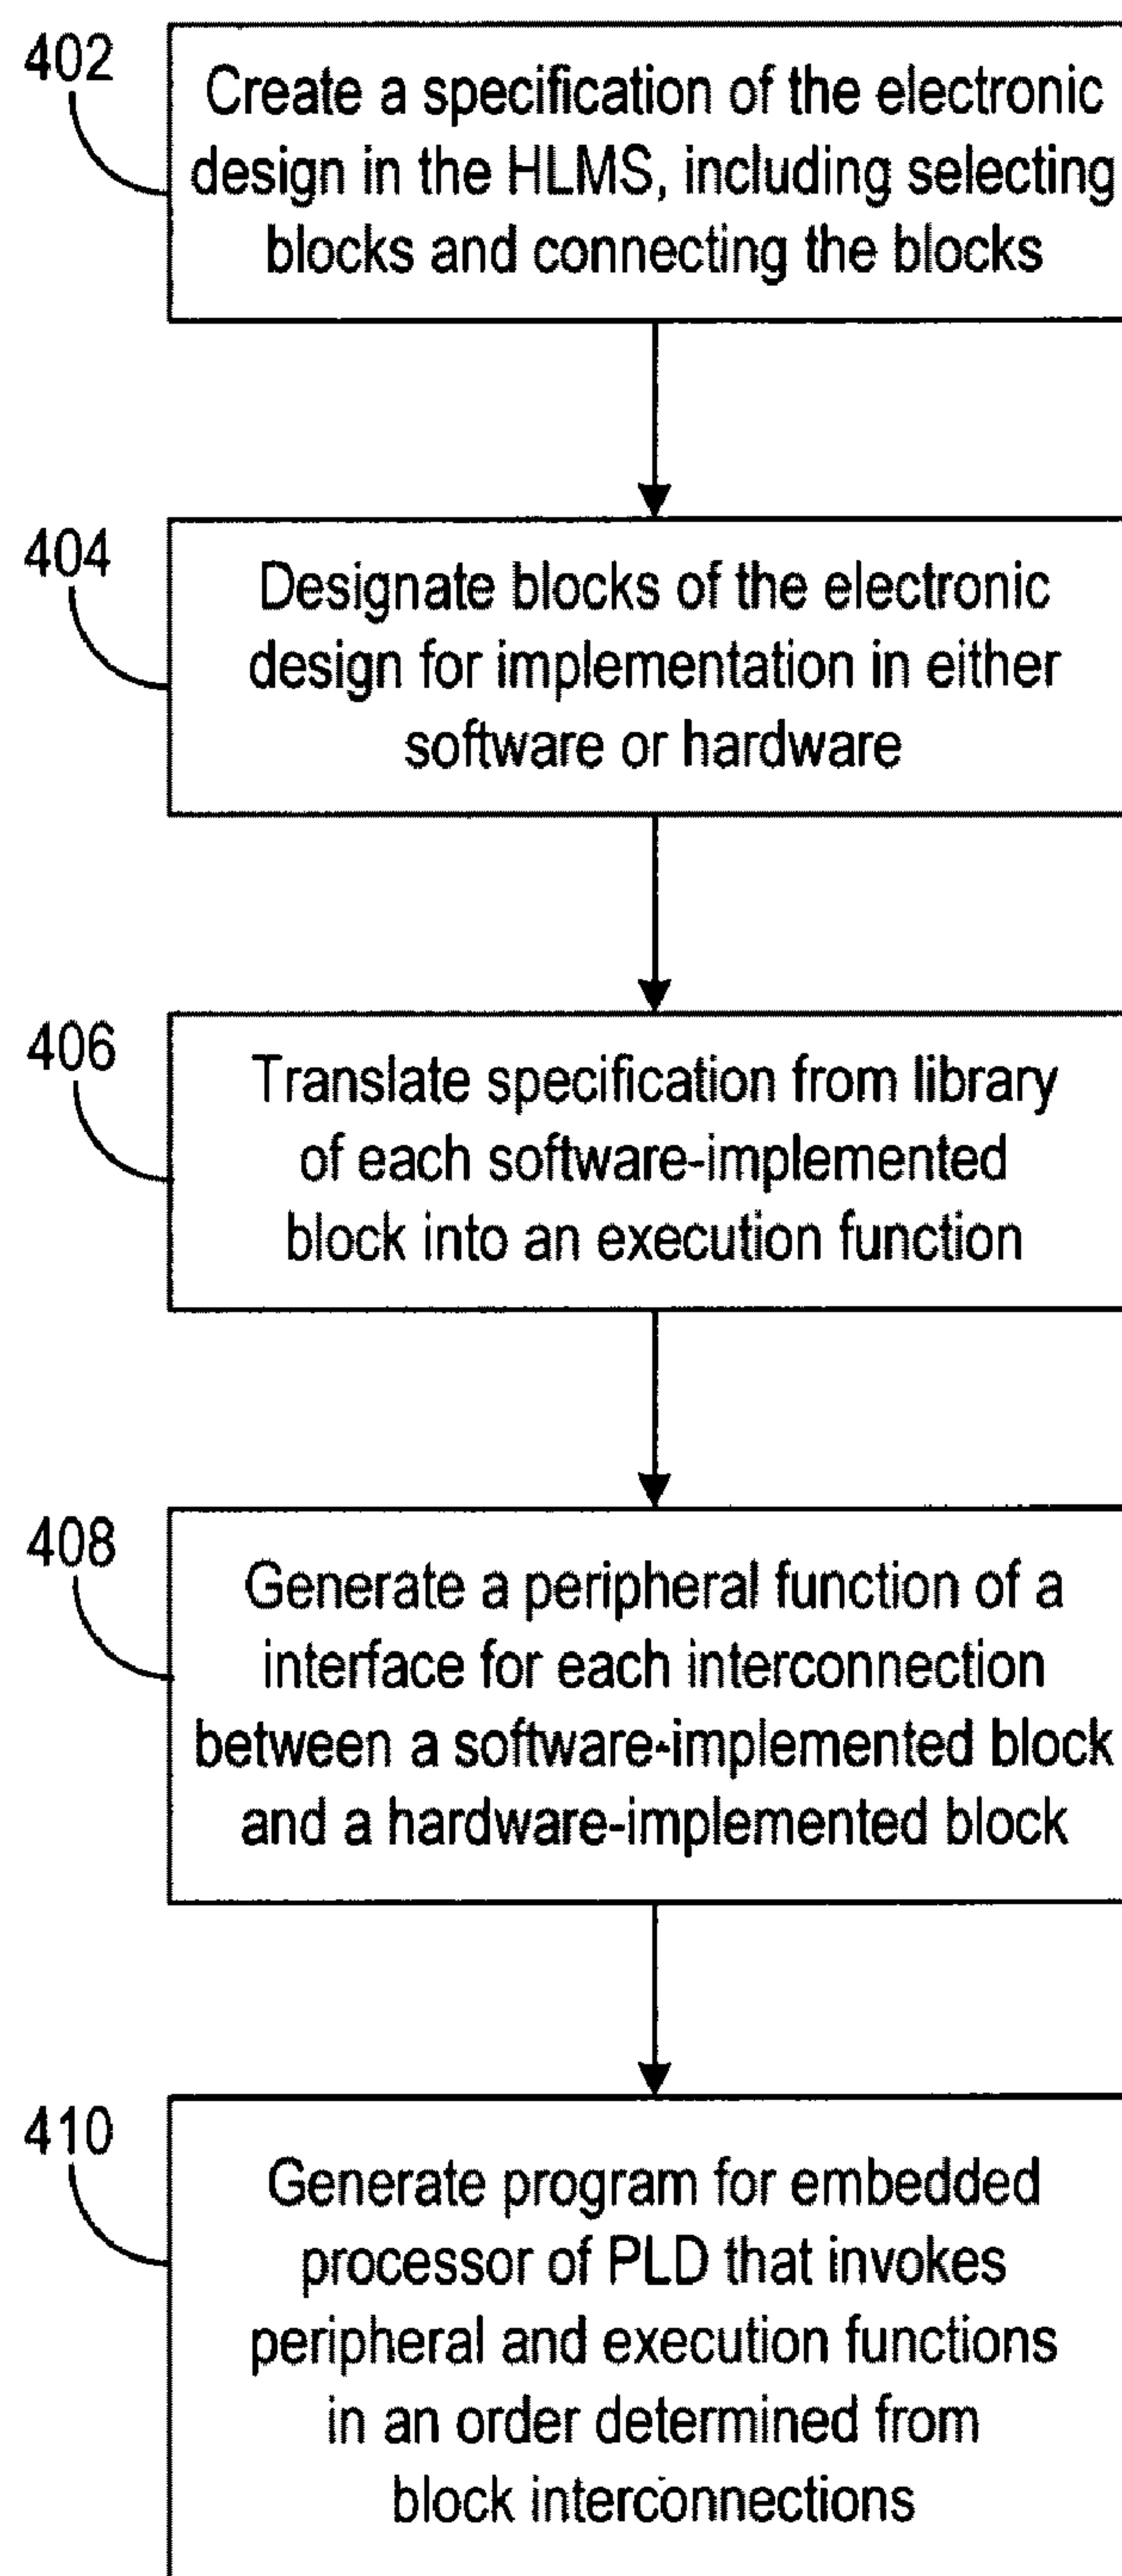 402
Create a specification of the electronic
design in the HLMS, including selecting
blocks and connecting the blocks
404
Designate blocks of the electronic
design for implementation in either
software or hardware
406
Translate specification from library
of each software-implemented
block into an execution function
408
Generate a peripheral function of a
interface for each interconnection
between a software-implemented block
and a hardware-implemented block
410
Generate program for embedded
processor of PLD that invokes
peripheral and execution functions
in an order determined from
block interconnections